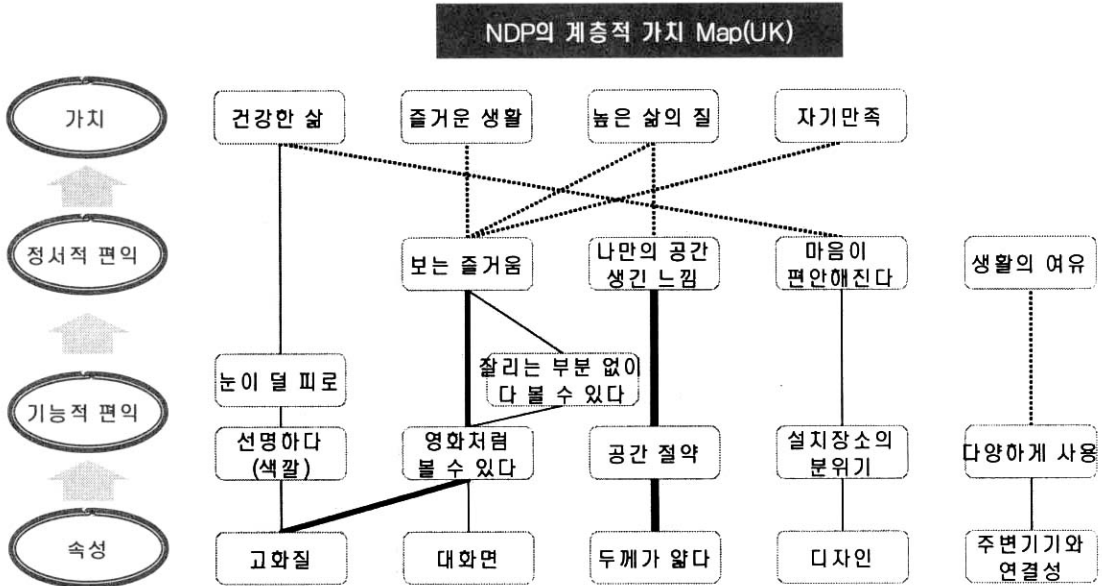 NDP의 계층적 가치 Map(UK)
가치
건강한 삶
즐거운 생활
높은 삶의 질
자기만족
정서적 편익
보는 즐거움
나만의 공간
생긴 느낌
마음이
편안해진다
생활의 여유
기능적 편익
눈이 덜 피로
잘리는 부분 없이
다 볼 수 있다
선명하다
(색깔)
영화처럼
볼 수 있다
공간 절약
설치장소의
분위기
다양하게 사용
속성
고화질
대화면
두께가 얇다
디자인
주변기기와
연결성